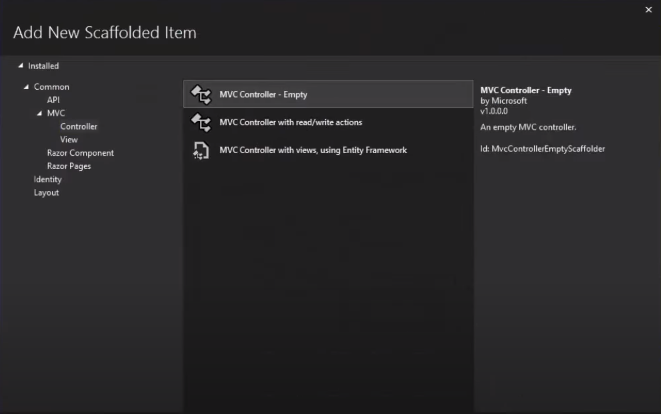 Add New Scaffolded Item
Installed
Common
API
MVC
Controller
View
Razor Component
Razor Pages
Identity
Layout
MVC Controller - Empty
MVC Controller with read/write actions
MVC Controller with views, using Entity Framework
MVC Controller - Empty
by Microsoft
v1.0.0.0
An empty MVC controller.
Id: MvcControllerEmptyScaffolder